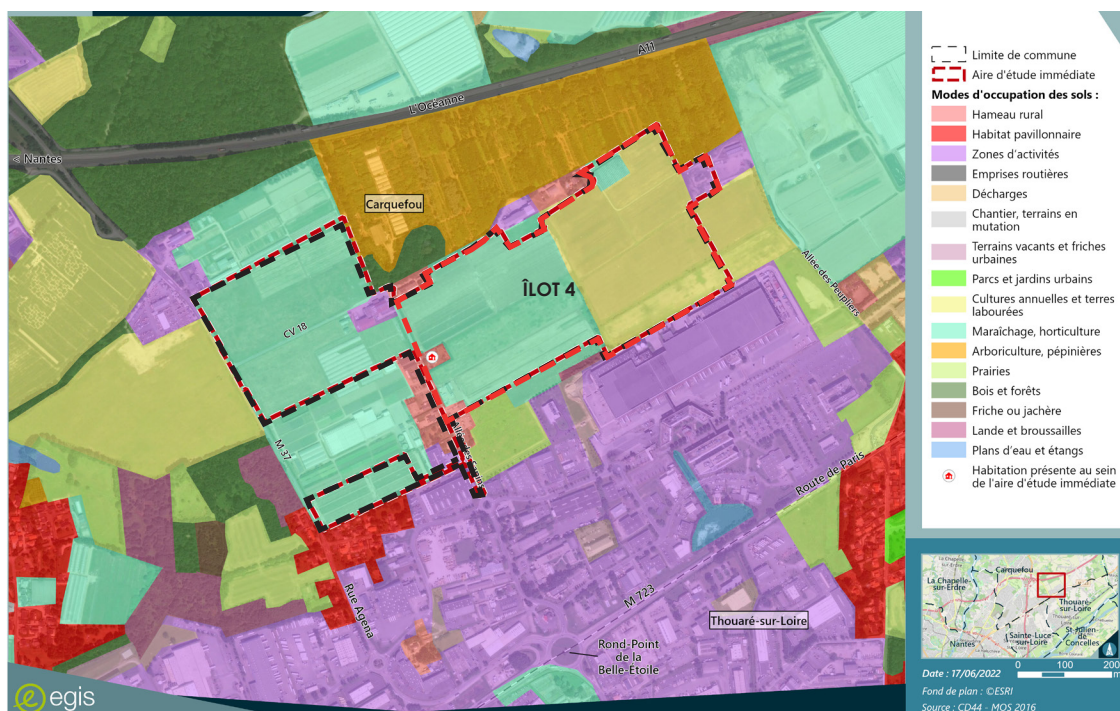 A11
L'Océanne
< Nantes
Carquefou
ÎLOT 4
CV 18
Allée des Peupliers
M 37
Route de Paris
M 723
Rue Agena
Thouaré-sur-Loire
Rond-Point
de la
Belle-Étoile
egis
Limite de commune
Aire d'étude immédiate
Modes d'occupation des sols :
Hameau rural
Habitat pavillonnaire
Zones d'activités
Emprises routières
Décharges
Chantier, terrains en
mutation
Terrains vacants et friches
urbaines
Parcs et jardins urbains
Cultures annuelles et terres
labourées
Maraîchage, horticulture
Arboriculture, pépinières
Prairies
Bois et forêts
Friche ou jachère
Lande et broussailles
Plans d'eau et étangs
Habitation présente au sein
de l'aire d'étude immédiate
Carquefou
La Chapelle-
sur-Erdre
Thouaré-
sur-Loire
Sainte-Luce
sur-Loire
St-Julien
de
Concelles
Nantes
0 100 200
m
Date : 17/06/2022
Fond de plan : ©ESRI
Source : CD44 - MOS 2016